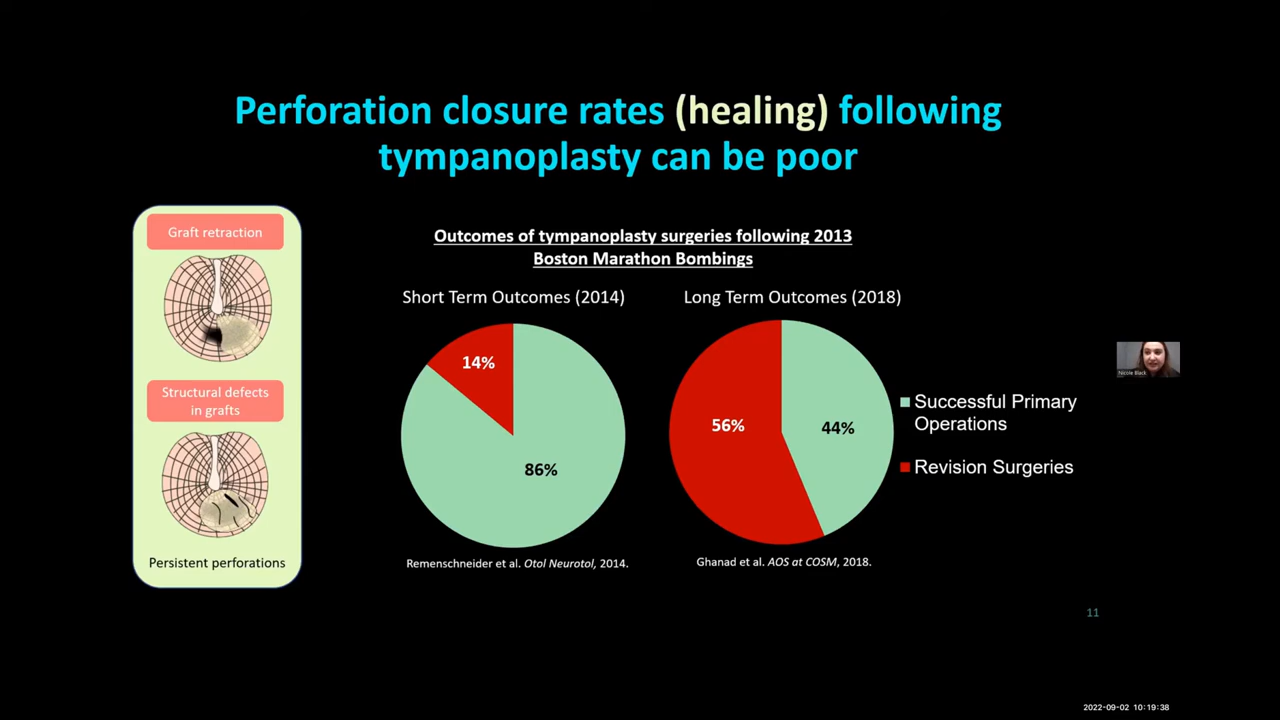 Perforation closure rates (healing) following
tympanoplasty can be poor
Graft retraction
Structural defects
in grafts
Persistent perforations
Outcomes of tympanoplasty surgeries following 2013
Boston Marathon Bombings
Short Term Outcomes (2014)
14%
86%
Remenschneider et al. Otol Neurotol, 2014.
Long Term Outcomes (2018)
56%
44%
Ghanad et al. AOS at COSM, 2018.
Successful Primary
Operations
Revision Surgeries
Nicole Black
11
2022-09-02 10:19:38